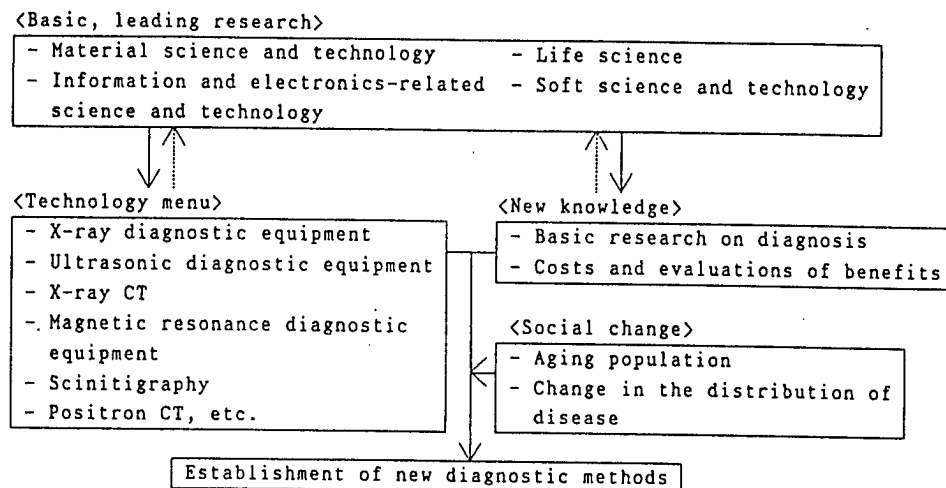 <Basic, leading research>
- Material science and technology
- Information and electronics-related
science and technology
- Life science
- Soft science and technology
<Technology menu>
- X-ray diagnostic equipment
- Ultrasonic diagnostic equipment
- X-ray CT
-. Magnetic resonance diagnostic
equipment
- Scinitigraphy
- Positron CT, etc.
<New knowledge>
- Basic research on diagnosis
- Costs and evaluations of benefits
<Social change>
- Aging population
- Change in the distribution of
disease
Establishment of new diagnostic methods